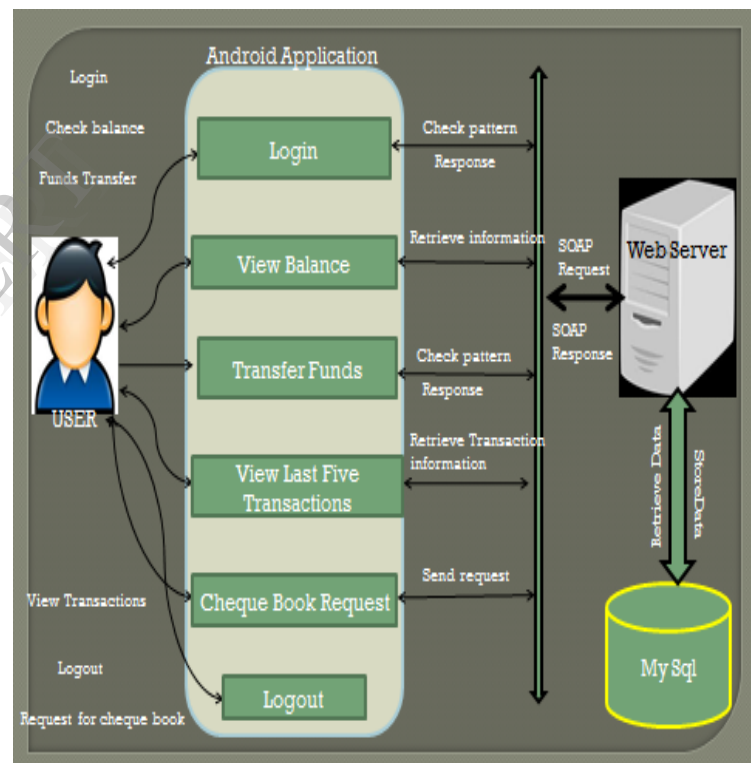 Android Application
Login
Check balance
Funds Transfer
USER
View Transactions
Logout
Request for cheque book
Login
View Balance
Transfer Funds
View Last Five
Transactions
Cheque Book Request
Logout
Check pattern
Response
Retrieve information
Check pattern
Response
Retrieve Transaction
information
Send request
SOAP
Request
SOAP
Response
Web Server
Retrieve Data
StoreData
My Sql